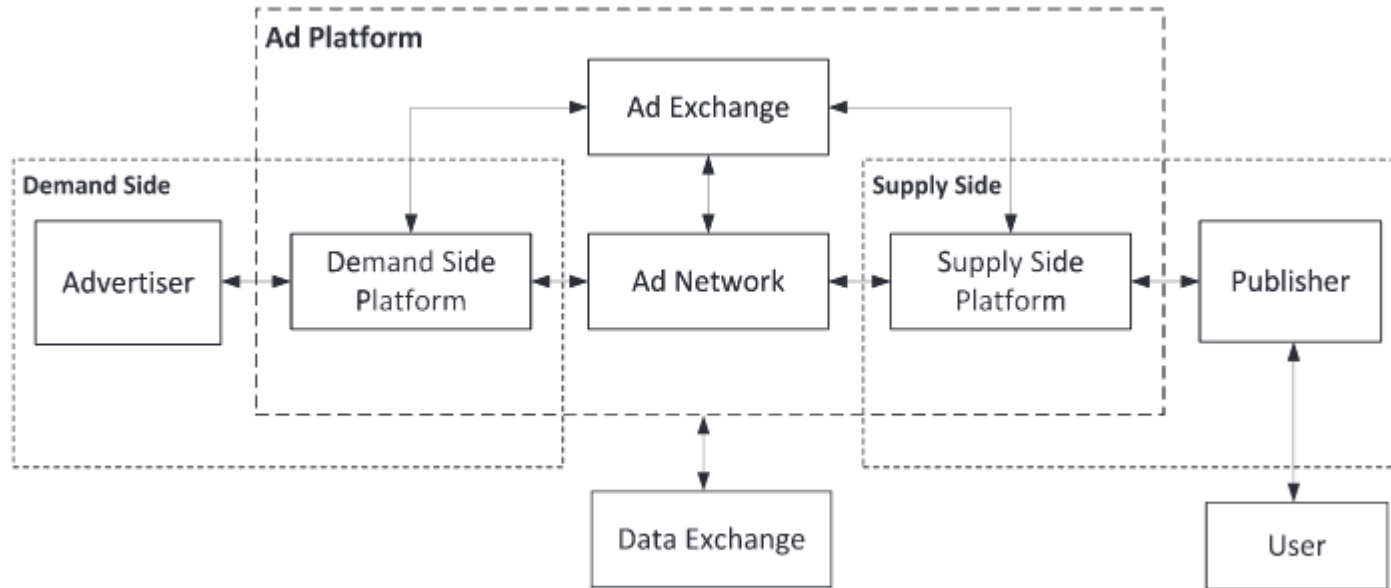 Ad Platform
Ad Exchange
Demand Side
Supply Side
Advertiser
Demand Side
Platform
Ad Network
Supply Side
Platform
Publisher
Data Exchange
User